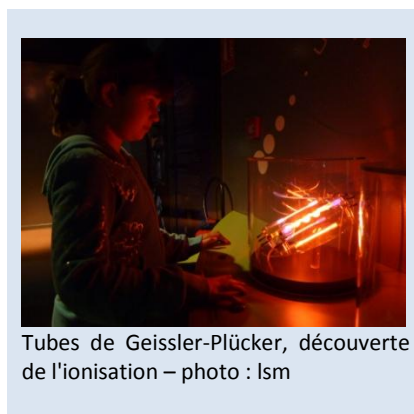 Tubes de Geissler-Plücker, découverte
de l'ionisation – photo : lsm